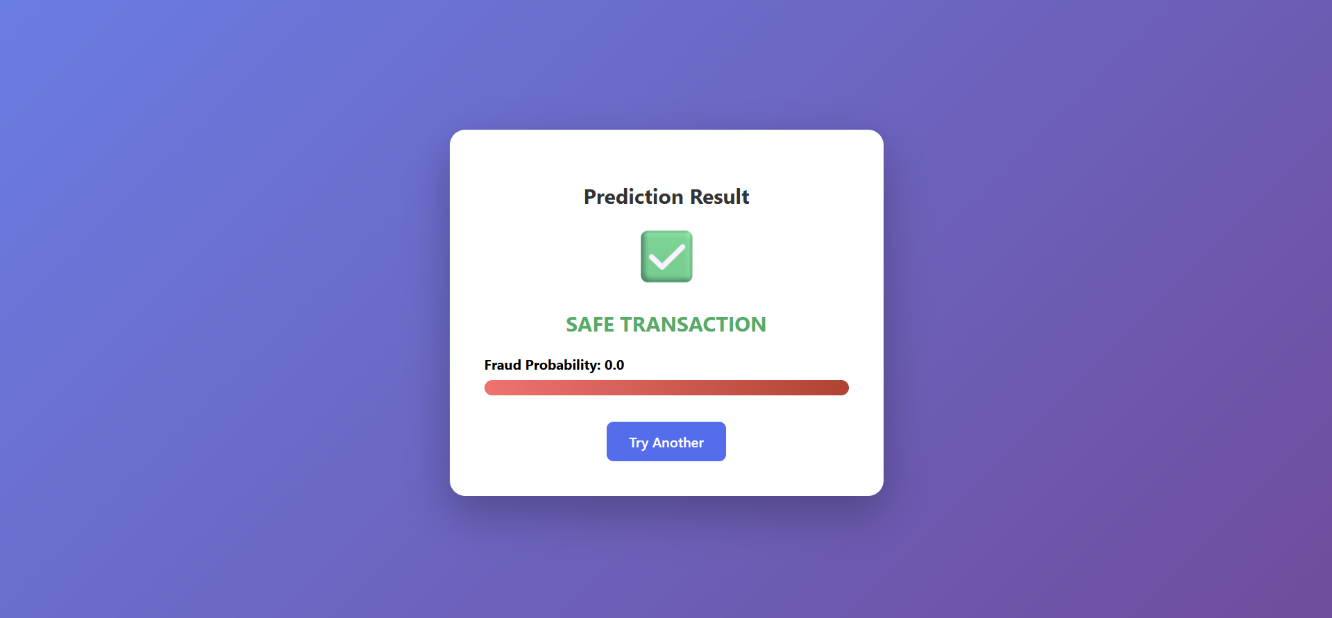 Prediction Result
SAFE TRANSACTION
Fraud Probability: 0.0
Try Another